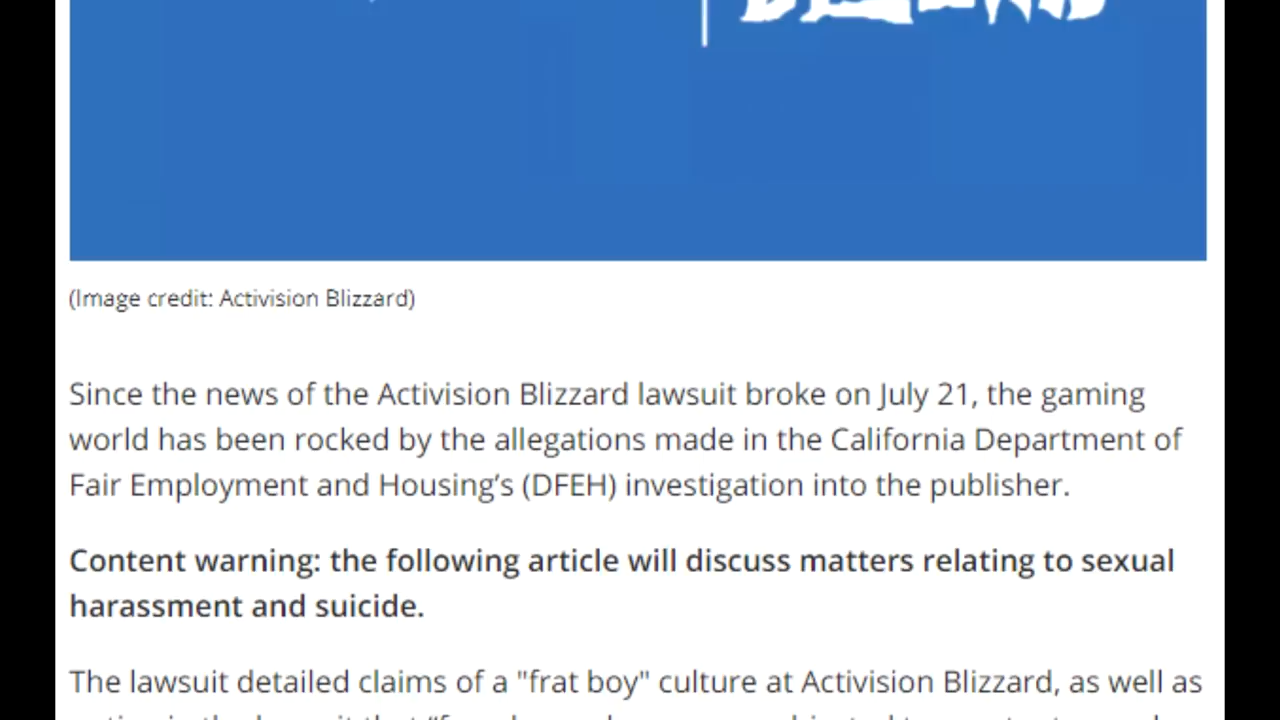 (Image credit: Activision Blizzard)
Since the news of the Activision Blizzard lawsuit broke on July 21, the gaming
world has been rocked by the allegations made in the California Department of
Fair Employment and Housing’s (DFEH) investigation into the publisher.
Content warning: the following article will discuss matters relating to sexual
harassment and suicide.
The lawsuit detailed claims of a "frat boy" culture at Activision Blizzard, as well as